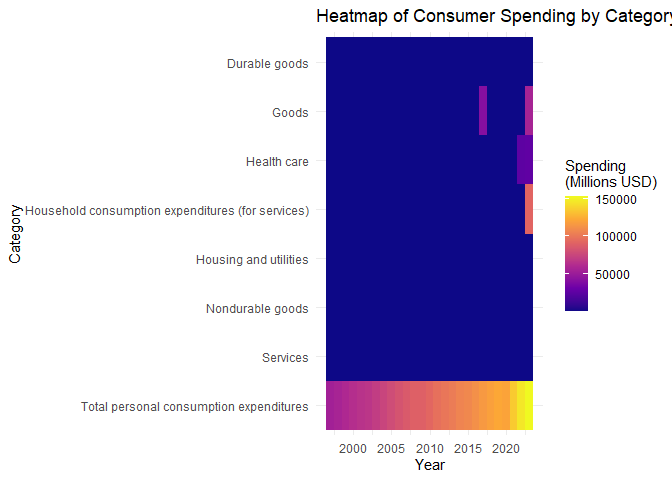 Heatmap of Consumer Spending by Category
Category
Durable goods
Goods
Health care
Household consumption expenditures (for services)
Housing and utilities
Nondurable goods
Services
Total personal consumption expenditures
2000 2005 2010 2015 2020
Year
Spending
(Millions USD)
150000
100000
50000